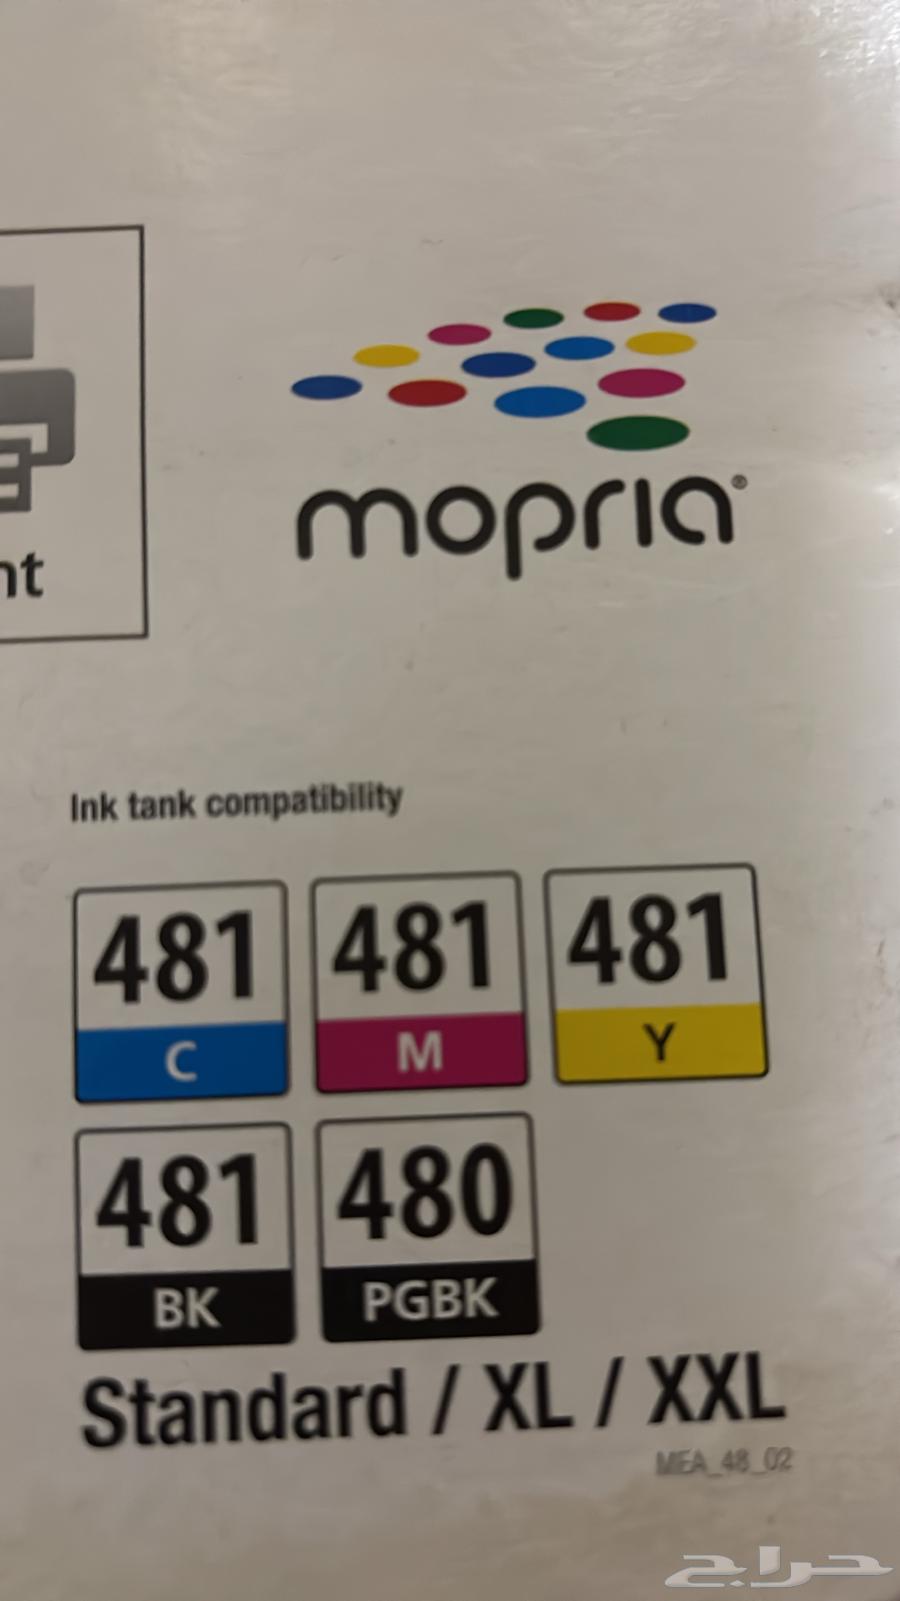 nt
mopria®
Ink tank compatibility
481 481 481
C M Y
481 480
BK PGBK
Standard / XL / XXL
MEA_48_02
حراج